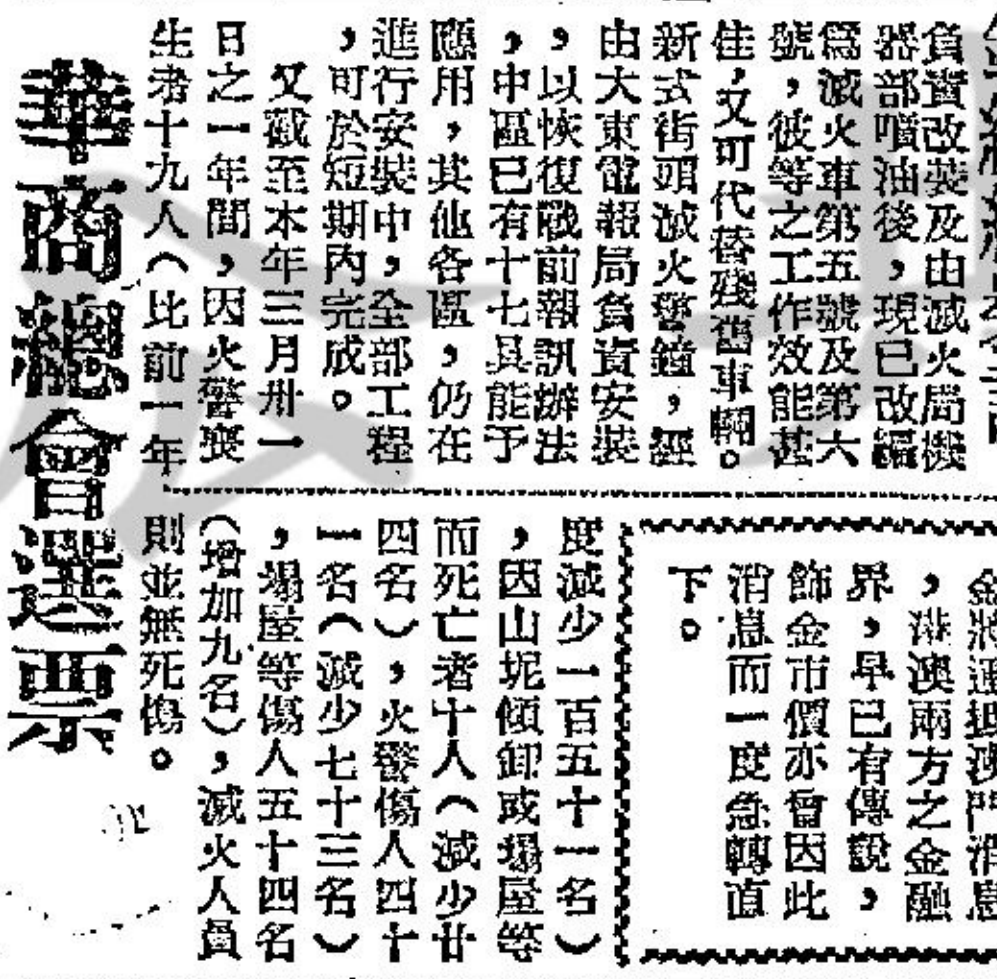 負責改裝及由滅火局機
器部噴油後，現已改編
爲滅火車第五號及第六
號，彼等之工作效能甚
佳，又可代替殘舊車輛。
新式街頭滅火警鐘，經
由大東電報局負責安裝
，以恢復戰前報訊辦法
，中區已有十七具能予
應用，其他各區，仍在
進行安裝中，全部工程
，可於短期內完成。
又截至本年三月卅一
日之一年間，因火警喪
生者十九人（比前一年
度減少一百五十一名）
，因山坭傾卸或塌屋等
而死亡者十人（減少廿
四名），火警傷人四十
一名（減少七十三名）
，塌屋等傷人五十四名
（增加九名），滅火人員
則並無死傷。
金將運抵澳門消息
，港澳兩方之金融
界，早已有傳說，
飾金市價亦曾因此
消息而一度急轉直
下。
華商總會選票